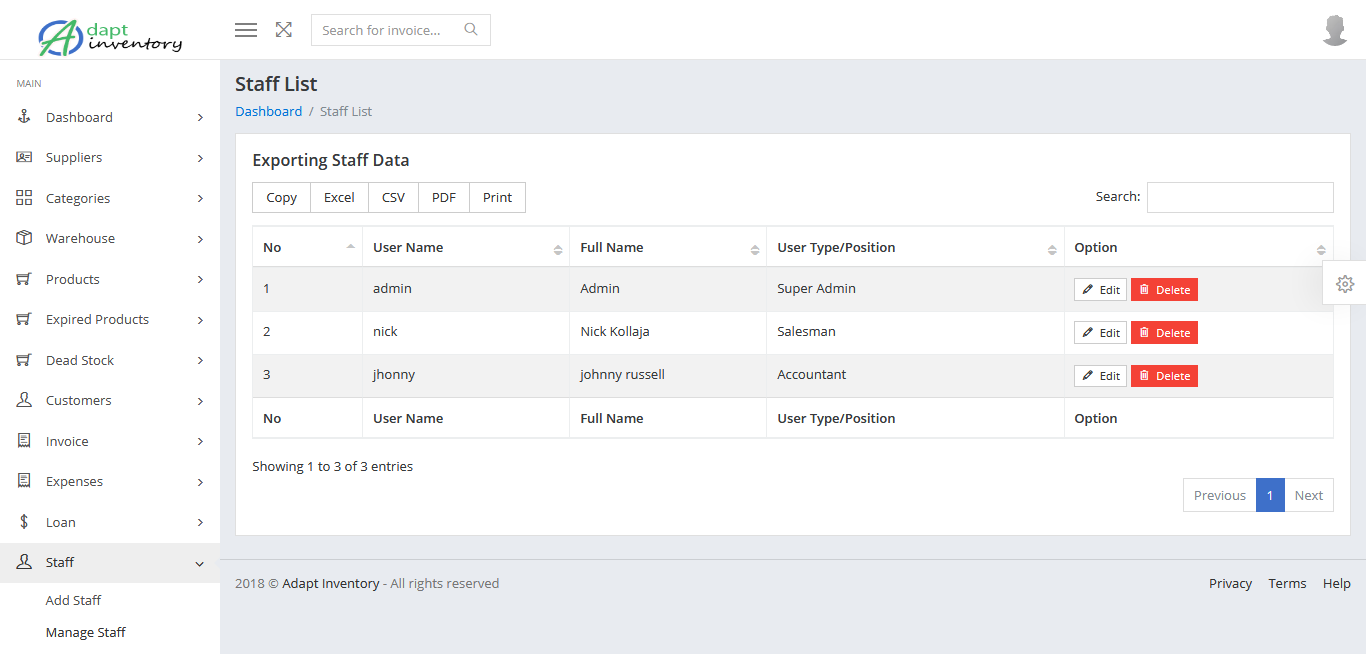 Adapt
inventory
Search for invoice...
MAIN
Dashboard
Suppliers
Categories
Warehouse
Products
Expired Products
Dead Stock
Customers
Invoice
Expenses
Loan
Staff
Add Staff
Manage Staff
Staff List
Dashboard / Staff List
Exporting Staff Data
Copy Excel CSV PDF Print Search:
No User Name Full Name User Type/Position Option
1 admin Admin Super Admin Edit Delete
2 nick Nick Kollaja Salesman Edit Delete
3 jhonny johnny russell Accountant Edit Delete
No User Name Full Name User Type/Position Option
Showing 1 to 3 of 3 entries
Previous 1 Next
2018 © Adapt Inventory - All rights reserved Privacy Terms Help